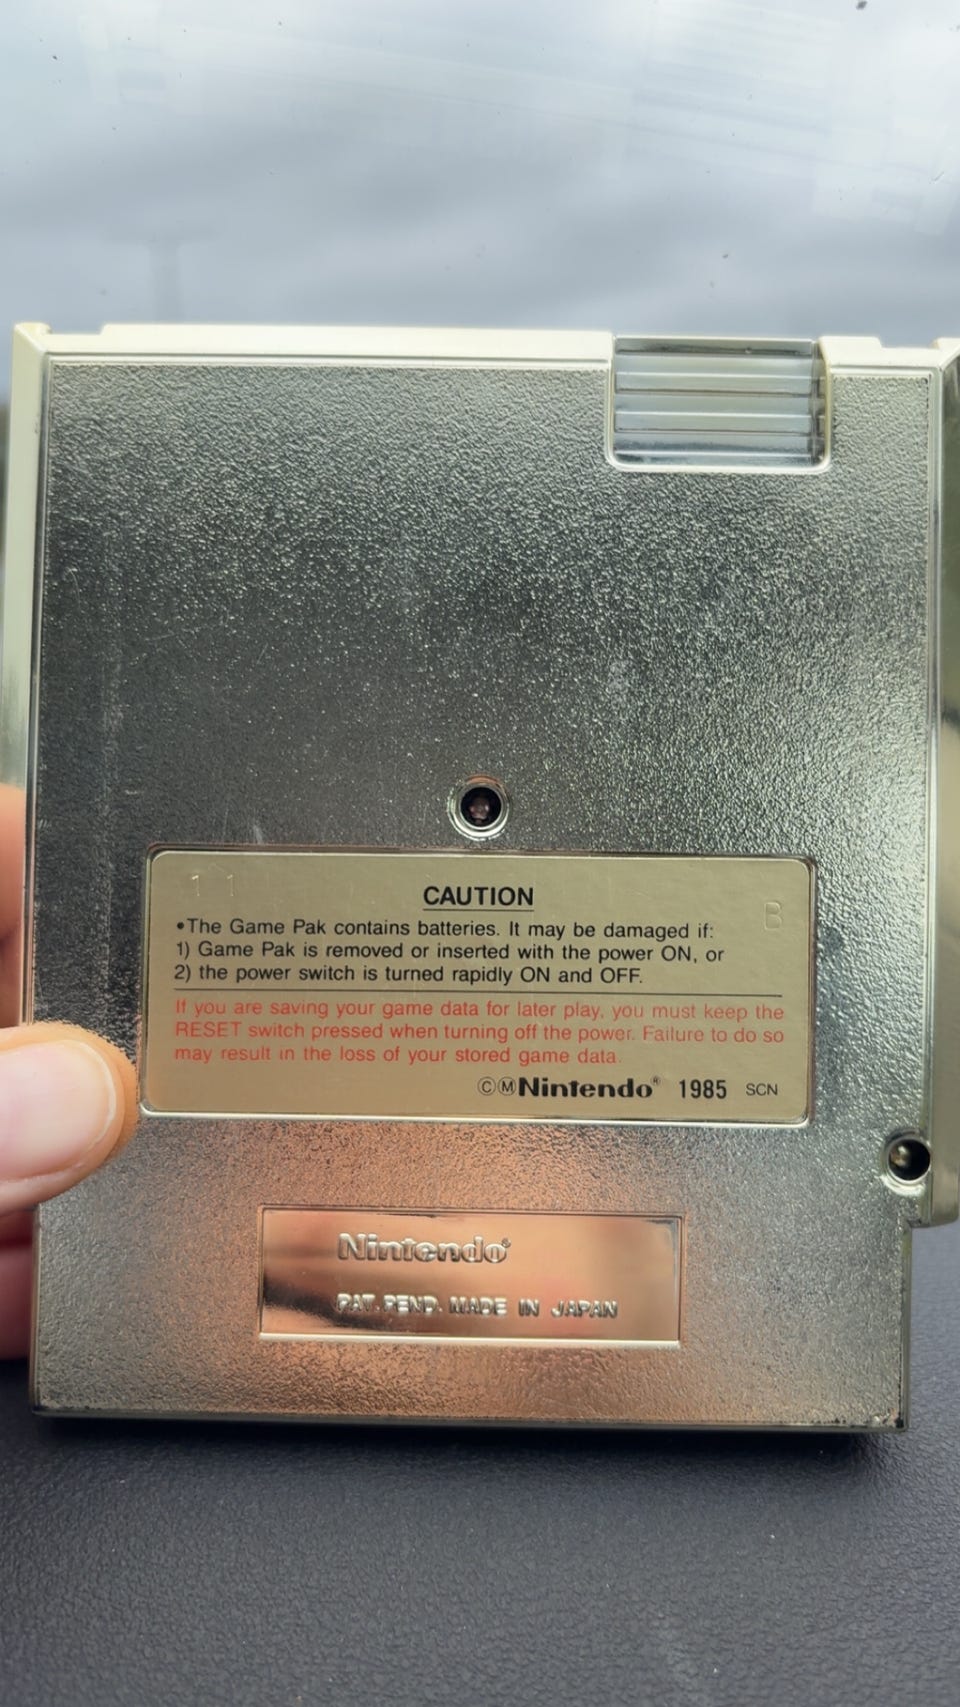 11
B
CAUTION
•The Game Pak contains batteries. It may be damaged if:
1) Game Pak is removed or inserted with the power ON, or
2) the power switch is turned rapidly ON and OFF.
If you are saving your game data for later play, you must keep the
RESET switch pressed when turning off the power. Failure to do so
may result in the loss of your stored game data.
©ⓂNintendo® 1985 SCN
Nintendo®
PAT. PEND. MADE IN JAPAN